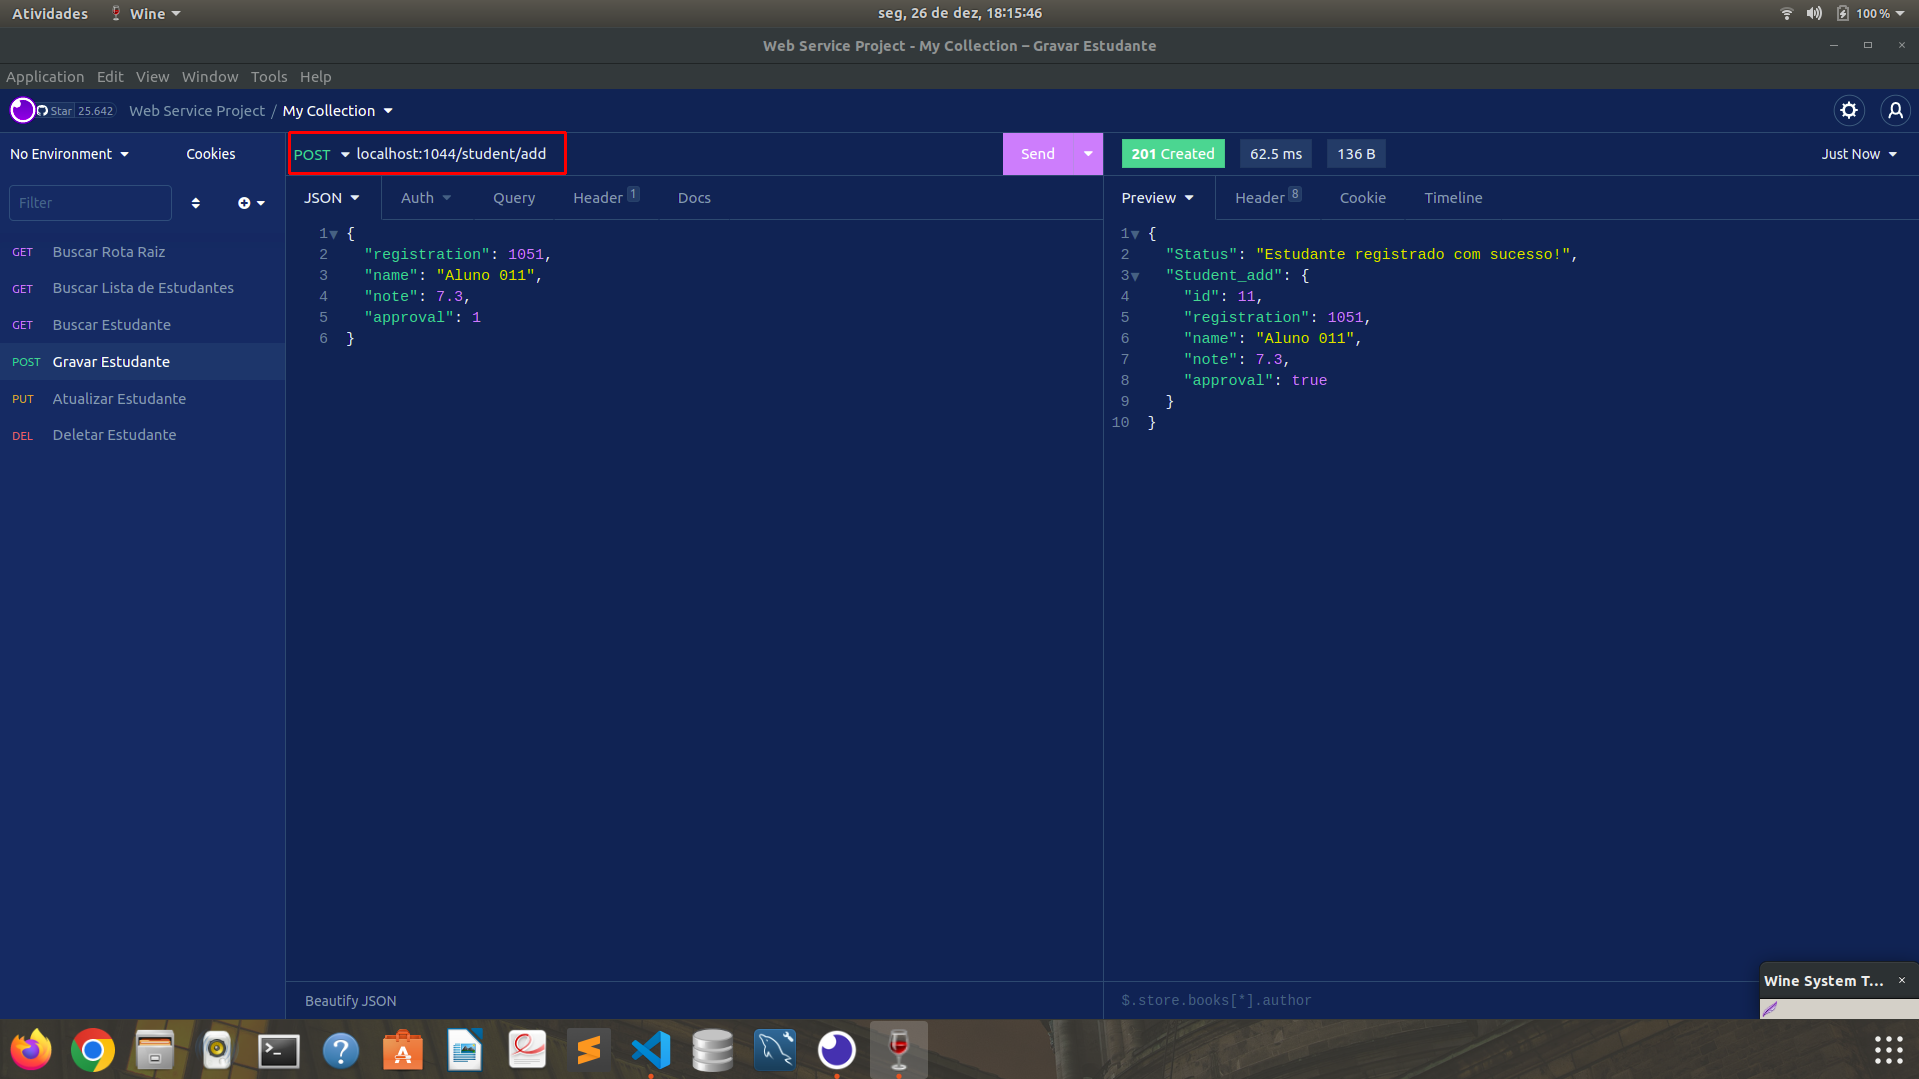 Atividades Wine seg, 26 de dez, 18:15:46 100 %
Web Service Project - My Collection – Gravar Estudante
Application Edit View Window Tools Help
Star 25.642 Web Service Project / My Collection
No Environment Cookies
Filter
GET Buscar Rota Raiz
GET Buscar Lista de Estudantes
GET Buscar Estudante
POST Gravar Estudante
PUT Atualizar Estudante
DEL Deletar Estudante
POST localhost:1044/student/add Send
JSON Auth Query Header 1 Docs
1 {
2 "registration": 1051,
3 "name": "Aluno 011",
4 "note": 7.3,
5 "approval": 1
6 }
Beautify JSON
201 Created 62.5 ms 136 B Just Now
Preview Header 8 Cookie Timeline
1 {
2 "Status": "Estudante registrado com sucesso!",
3 "Student_add": {
4 "id": 11,
5 "registration": 1051,
6 "name": "Aluno 011",
7 "note": 7.3,
8 "approval": true
9 }
10 }
$.store.books[*].author
Wine System T...